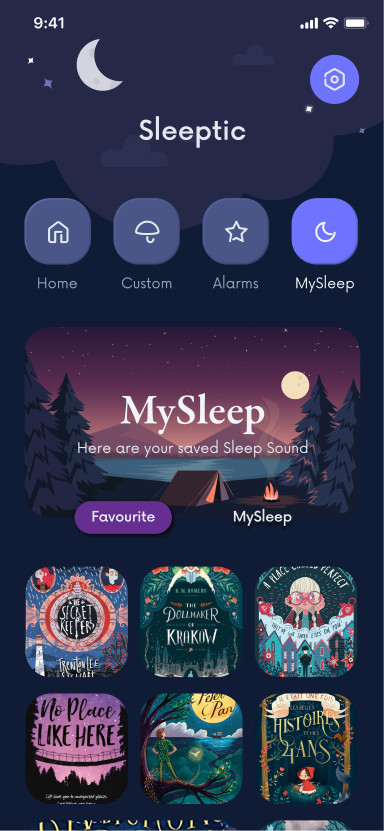 9:41
Sleeptic
Home
Custom
Alarms
MySleep
MySleep
Here are your saved Sleep Sound
Favourite
MySleep
THE
SECRET
KEEPERS
TRENTON LEE
STEWART
R. M. ROMERO
THE
DOLLMAKER
OF
KRAKOW
A PLACE CALLED PERFECT
No Place
LIKE HERE
Peter
Pan
IL ÉTAIT UNE FOIS
LES BELLES
HISTOIRES
DE MES
4 ANS